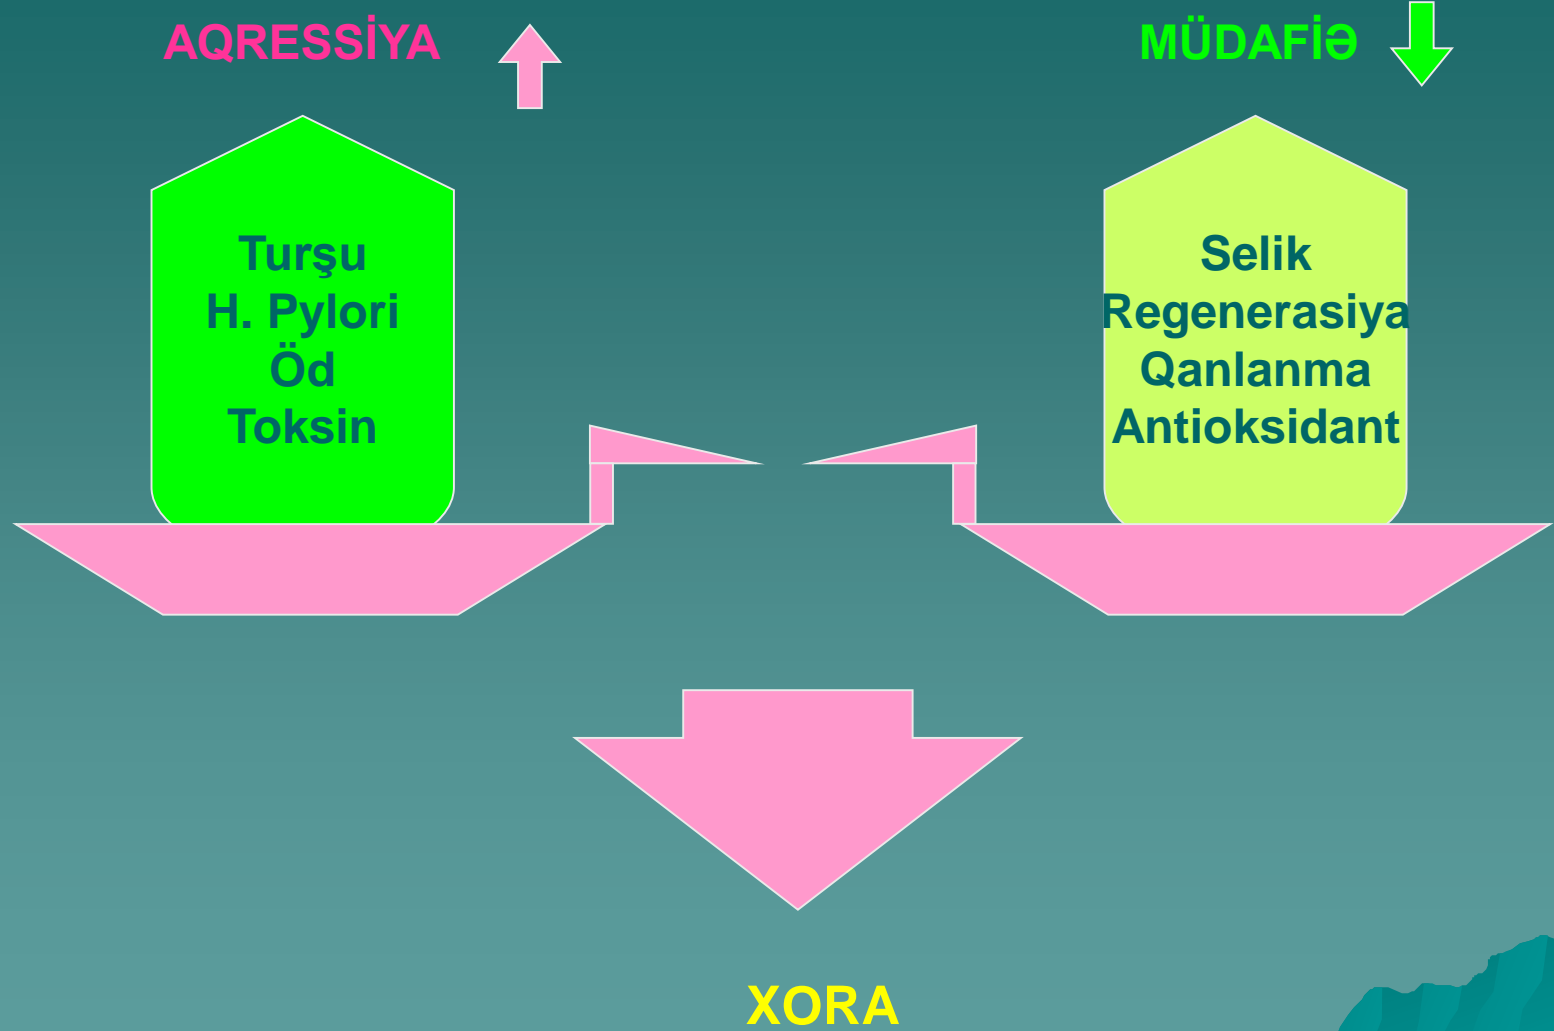 AQRESSİYA
MÜDAFİƏ
Turşu
H. Pylori
Öd
Toksin
Selik
Regenerasiya
Qanlanma
Antioksidant
XORA